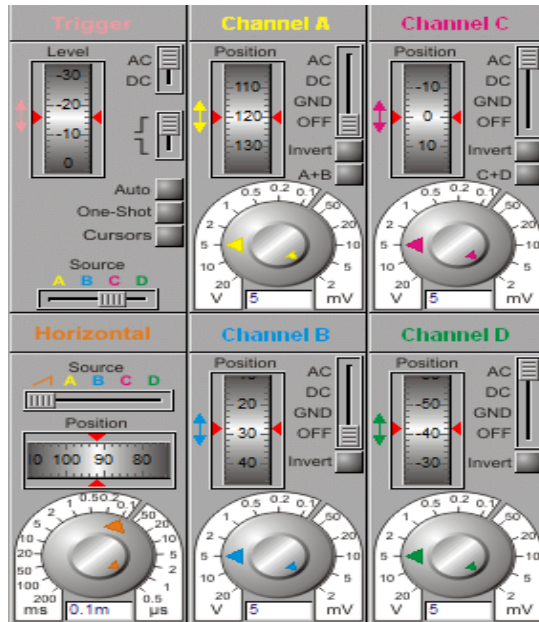 Trigger
Level
-30
-20
-10
0
AC
DC
Auto
One-Shot
Cursors
Source
A B C D
Channel A
Position
110
120
130
AC
DC
GND
OFF
Invert
A+B
20 10 5 2 1 0.5 0.2 0.1 50 20 10 5 2
V 5 mV
Channel C
Position
-10
0
10
AC
DC
GND
OFF
Invert
C+D
20 10 5 2 1 0.5 0.2 0.1 50 20 10 5 2
V 5 mV
Horizontal
Source
A B C D
Position
100 90 80
200 100 50 20 10 5 2 1 0.5 0.2 0.1 50 20 10 5 2 1 0.5
ms 0.1m µs
Channel B
Position
20
30
40
AC
DC
GND
OFF
Invert
20 10 5 2 1 0.5 0.2 0.1 50 20 10 5 2
V 5 mV
Channel D
Position
-50
-40
-30
AC
DC
GND
OFF
Invert
20 10 5 2 1 0.5 0.2 0.1 50 20 10 5 2
V 5 mV